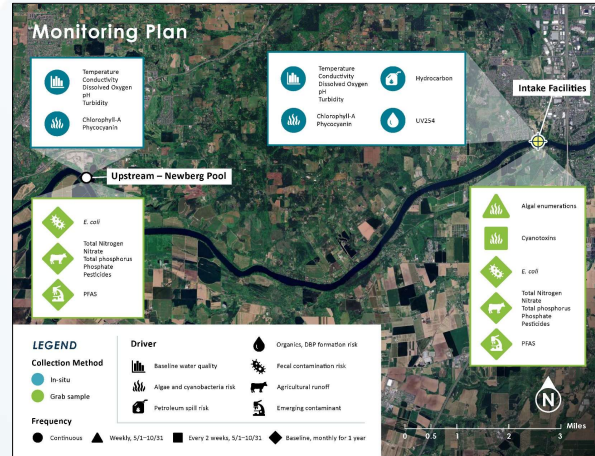 Monitoring Plan
Temperature
Conductivity
Dissolved Oxygen
pH
Turbidity
Chlorophyll-A
Phycocyanin
Temperature
Conductivity
Dissolved Oxygen
pH
Turbidity
Hydrocarbon
Chlorophyll-A
Phycocyanin
UV254
Intake Facilities
Upstream – Newberg Pool
E. coli
Total Nitrogen
Nitrate
Total phosphorus
Phosphate
Pesticides
PFAS
Algal enumerations
Cyanotoxins
E. coli
Total Nitrogen
Nitrate
Total phosphorus
Phosphate
Pesticides
PFAS
LEGEND
Collection Method
In-situ
Grab sample
Driver
Baseline water quality
Algae and cyanobacteria risk
Petroleum spill risk
Organics, DBP formation risk
Fecal contamination risk
Agricultural runoff
Emerging contaminant
Frequency
Continuous
Weekly, 5/1–10/31
Every 2 weeks, 5/1–10/31
Baseline, monthly for 1 year
N
Miles
0 0.5 1 2 3